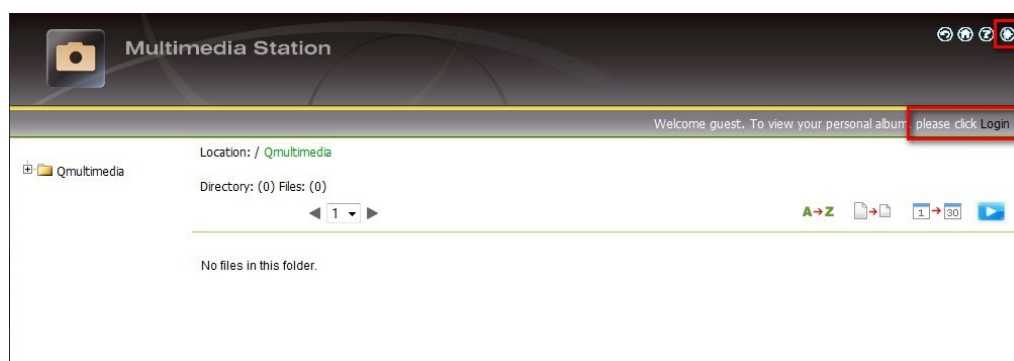 Multimedia Station
Welcome guest. To view your personal album, please click Login
Qmultimedia
Location: / Qmultimedia
Directory: (0) Files: (0)
1
A→Z
1→30
No files in this folder.